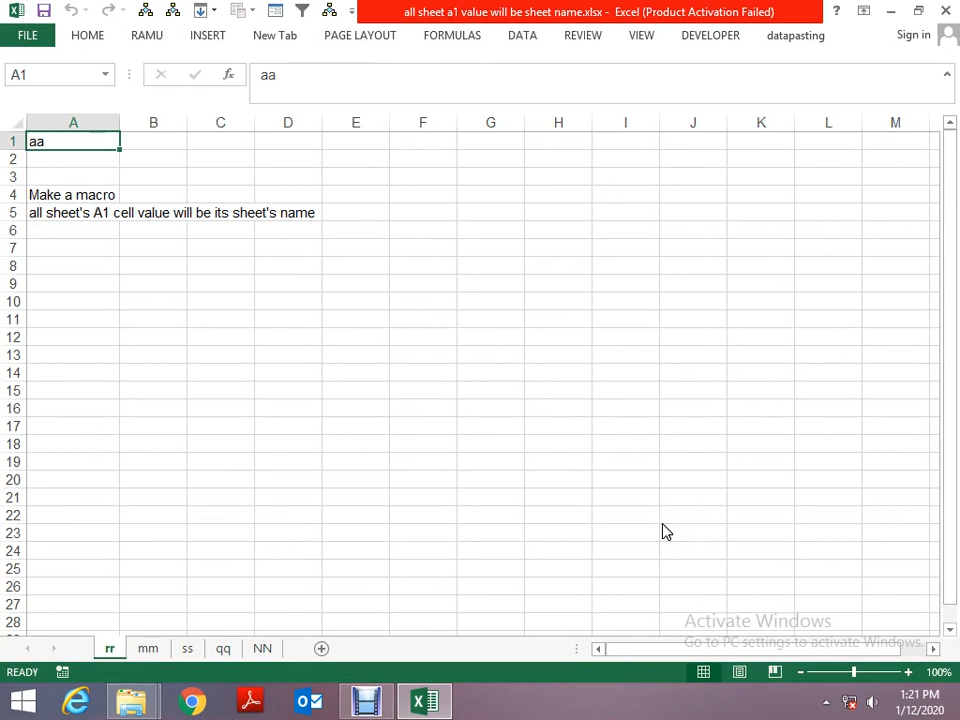 all sheet a1 value will be sheet name.xlsx - Excel (Product Activation Failed)
?
FILE HOME RAMU INSERT New Tab PAGE LAYOUT FORMULAS DATA REVIEW VIEW DEVELOPER datapasting Sign in
A1 fx aa
A B C D E F G H I J K L M
1 aa
2
3
4 Make a macro
5 all sheet's A1 cell value will be its sheet's name
6
7
8
9
10
11
12
13
14
15
16
17
18
19
20
21
22
23
24
25
26
27
28
Activate Windows
Go to PC settings to activate Windows.
rr mm ss qq NN
READY 100%
1:21 PM
1/12/2020